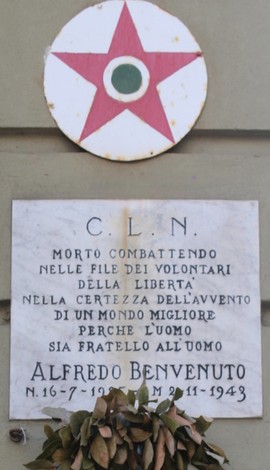 C. L. N.
MORTO COMBATTENDO
NELLE FILE DEI VOLONTARI
DELLA LIBERTA'
NELLA CERTEZZA DELL'AVVENTO
DI UN MONDO MIGLIORE
PERCHE L'UOMO
SIA FRATELLO ALL'UOMO
ALFREDO BENVENUTO
N. 16-7- M 2-11-1943